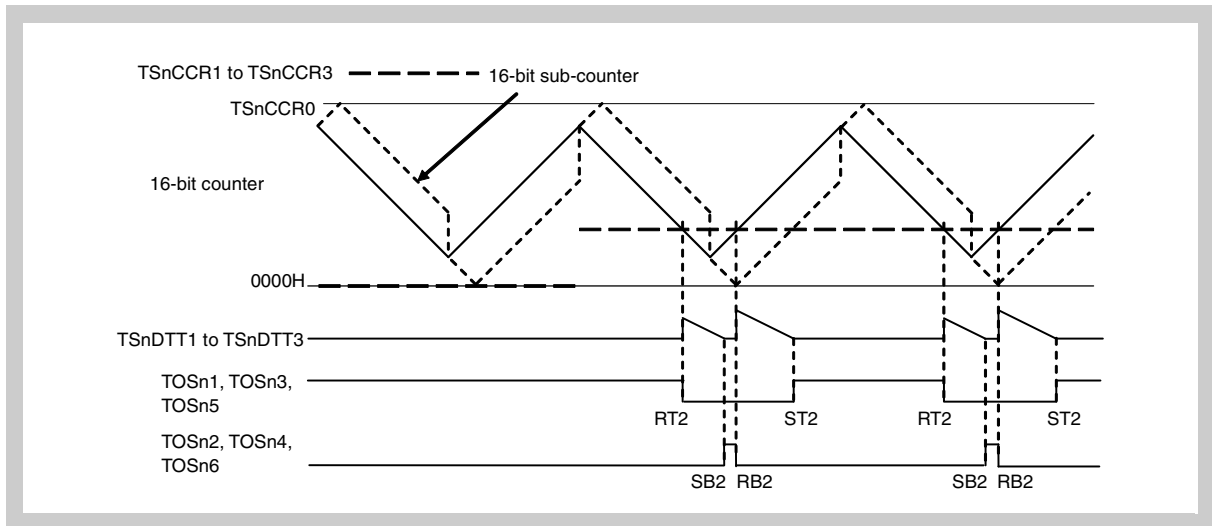 TSnCCR1 to TSnCCR3
16-bit sub-counter
TSnCCR0
16-bit counter
0000H
TSnDTT1 to TSnDTT3
TOSn1, TOSn3,
TOSn5
RT2 ST2 RT2 ST2
TOSn2, TOSn4,
TOSn6
SB2 RB2 SB2 RB2